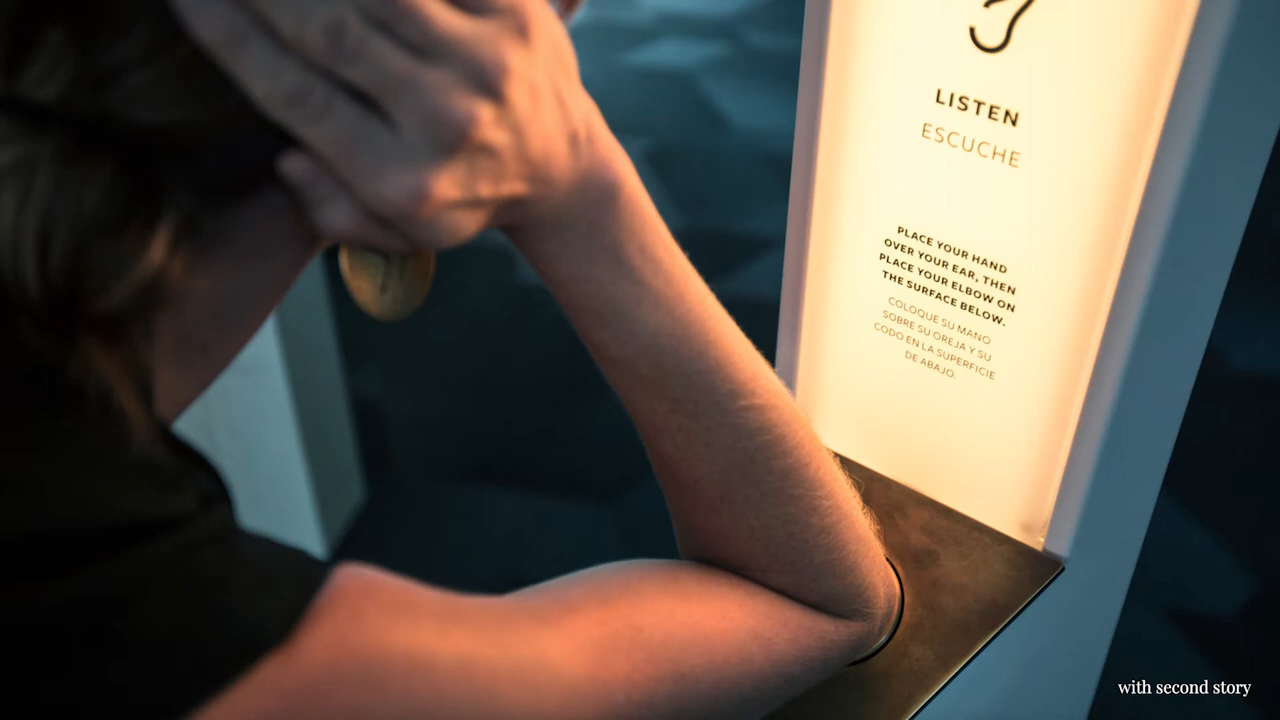 LISTEN
ESCUCHE
PLACE YOUR HAND
OVER YOUR EAR, THEN
PLACE YOUR ELBOW ON
THE SURFACE BELOW.
COLOQUE SU MANO
SOBRE SU OREJA Y SU
CODO EN LA SUPERFICIE
DE ABAJO.
with second story